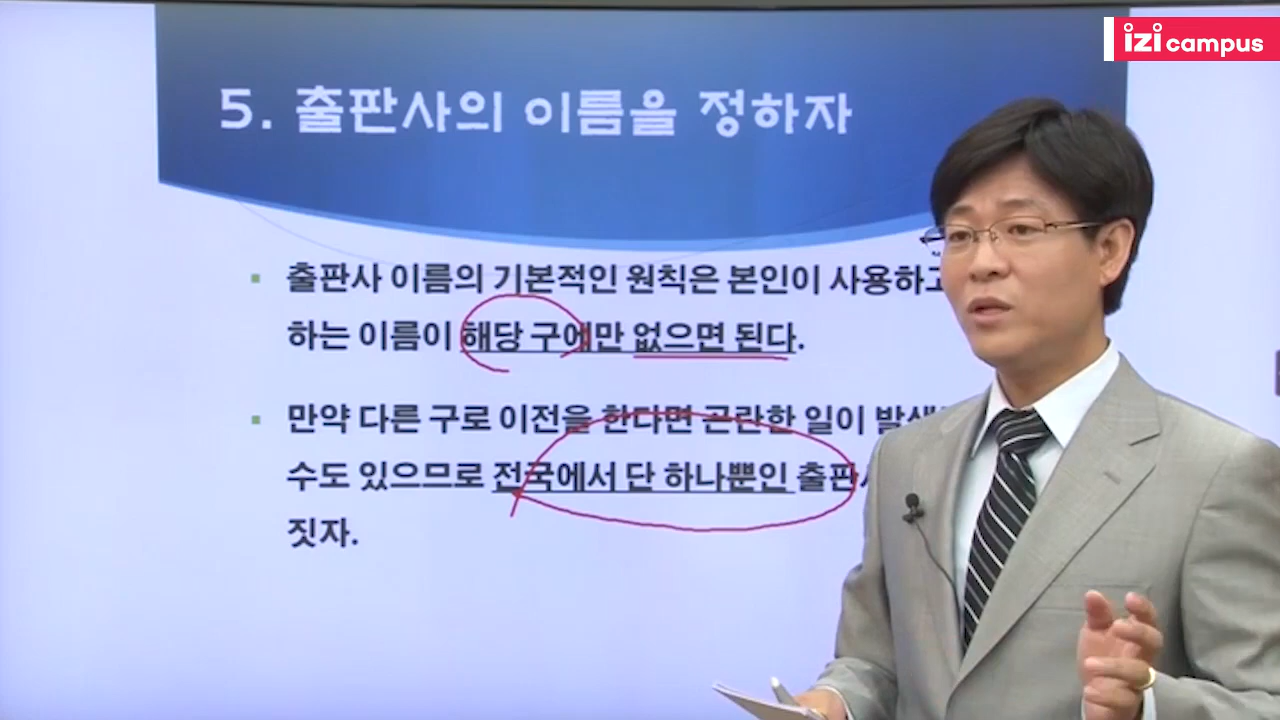 izi campus
5. 출판사의 이름을 정하자
출판사 이름의 기본적인 원칙은 본인이 사용하고
하는 이름이 해당 구에만 없으면 된다.
만약 다른 구로 이전을 한다면 곤란한 일이
수도 있으므로 전국에서 단 하나뿐인
짓자.